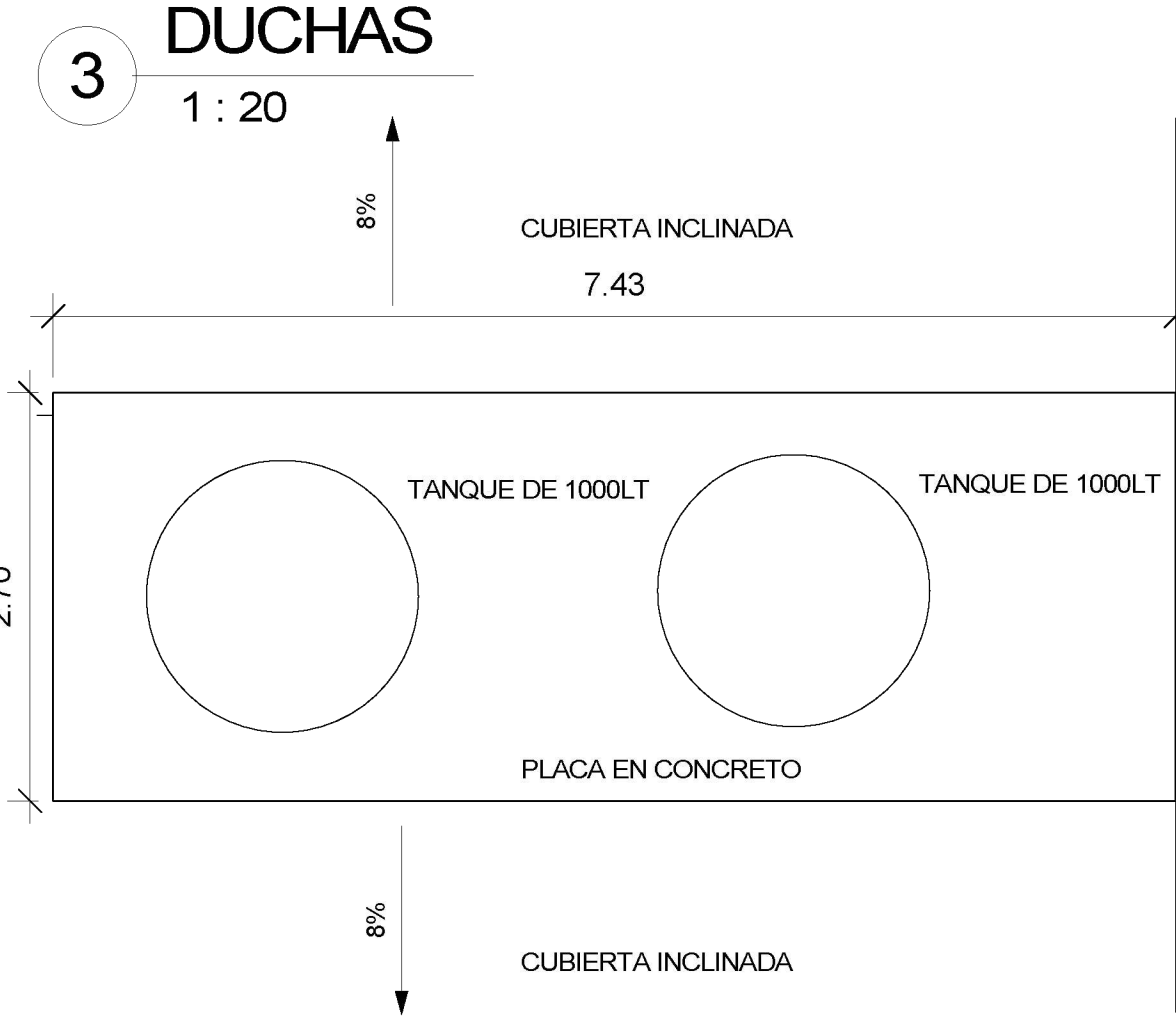 DUCHAS
3
1 : 20
8%
CUBIERTA INCLINADA
7.43
TANQUE DE 1000LT
TANQUE DE 1000LT
PLACA EN CONCRETO
8%
CUBIERTA INCLINADA